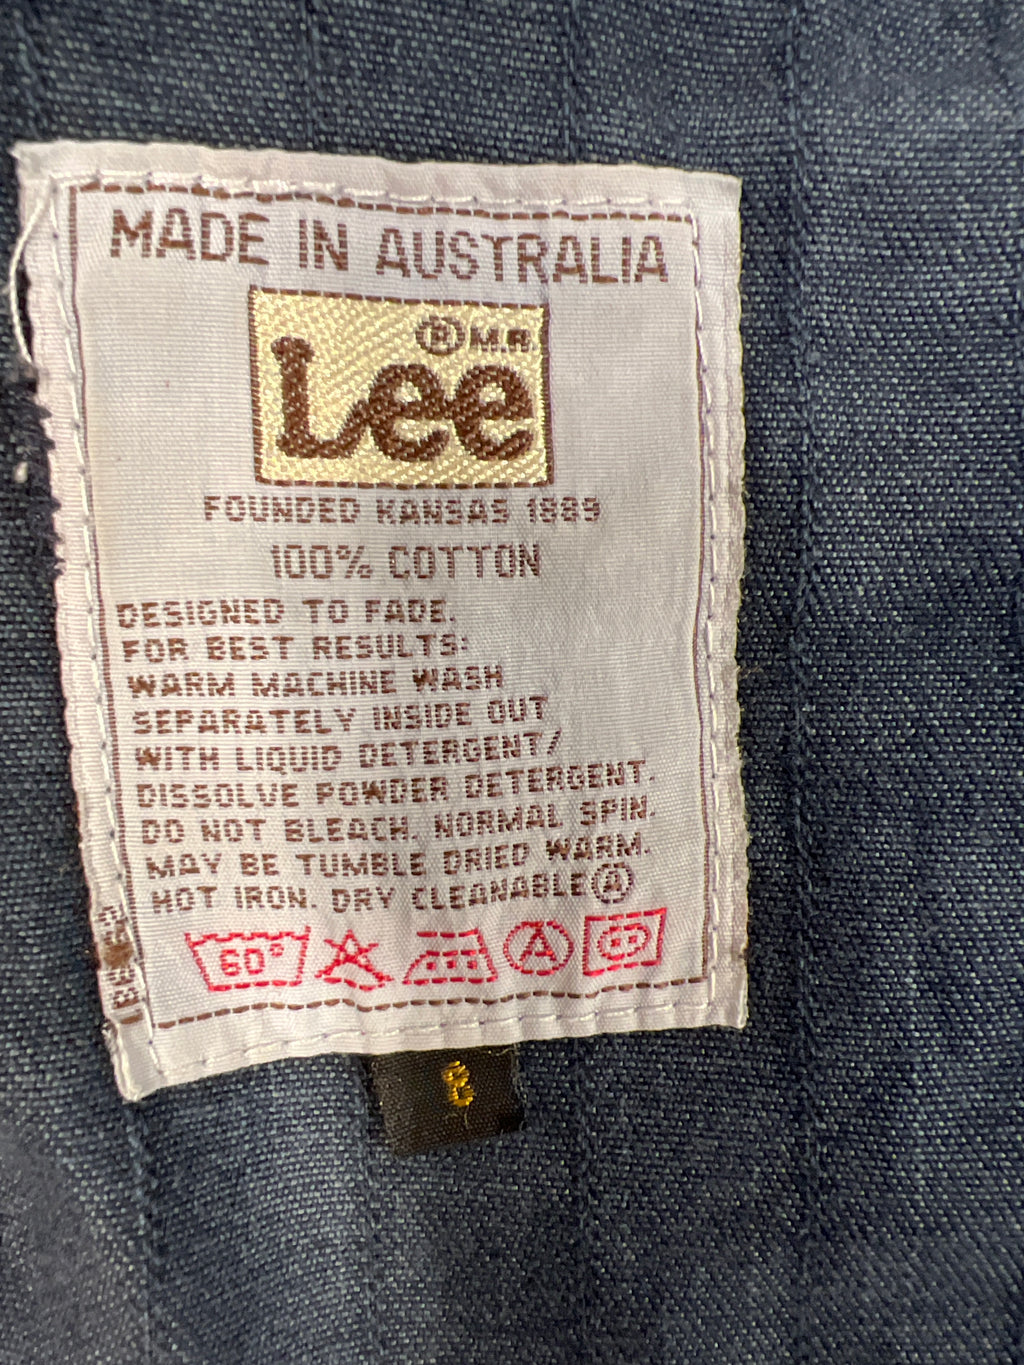 MADE IN AUSTRALIA
® M.R.
Lee
FOUNDED KANSAS 1889
100% COTTON
DESIGNED TO FADE.
FOR BEST RESULTS:
WARM MACHINE WASH
SEPARATELY INSIDE OUT
WITH LIQUID DETERGENT/
DISSOLVE POWDER DETERGENT.
DO NOT BLEACH. NORMAL SPIN.
MAY BE TUMBLE DRIED WARM.
HOT IRON. DRY CLEANABLE Ⓐ
60° A
8